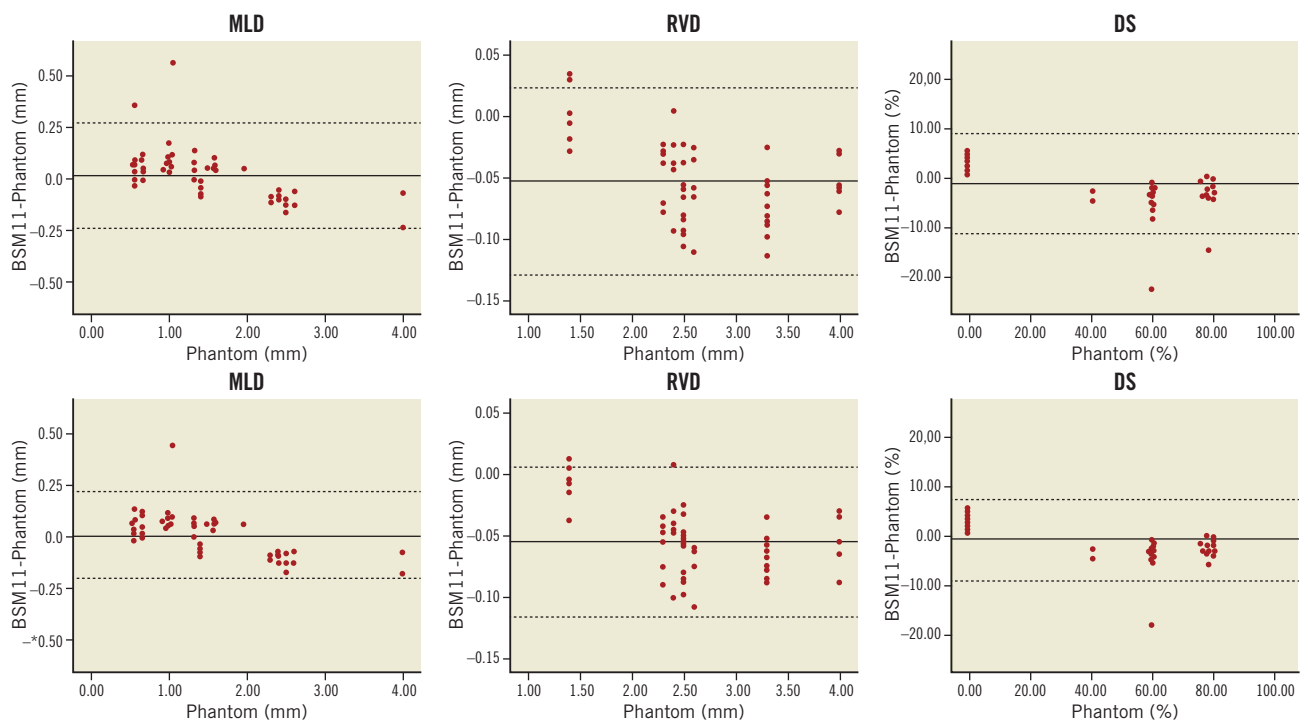 MLD
RVD
DS
BSM11-Phantom (mm)
0.50
0.25
0.0
−0.25
−0.50
0.00 1.00 2.00 3.00 4.00
Phantom (mm)
BSM11-Phantom (mm)
0.05
0.00
−0.05
−0.10
−0.15
1.00 1.50 2.00 2.50 3.00 3.50 4.00
Phantom (mm)
BSM11-Phantom (%)
20,00
10.00
0.00
−10.00
−20.00
0.00 20.00 40.00 60.00 80.00 100.00
Phantom (%)
MLD
RVD
DS
BSM11-Phantom (mm)
0.50
0.25
0.0
−0.25
−*0.50
0.00 1.00 2.00 3.00 4.00
Phantom (mm)
BSM11-Phantom (mm)
0.05
0.00
−0.05
−0.10
−0.15
1.00 1.50 2.00 2.50 3.00 3.50 4.00
Phantom (mm)
BSM11-Phantom (%)
20,00
10.00
0.00
−10.00
−20.00
0.00 20.00 40.00 60.00 80.00 100.00
Phantom (%)